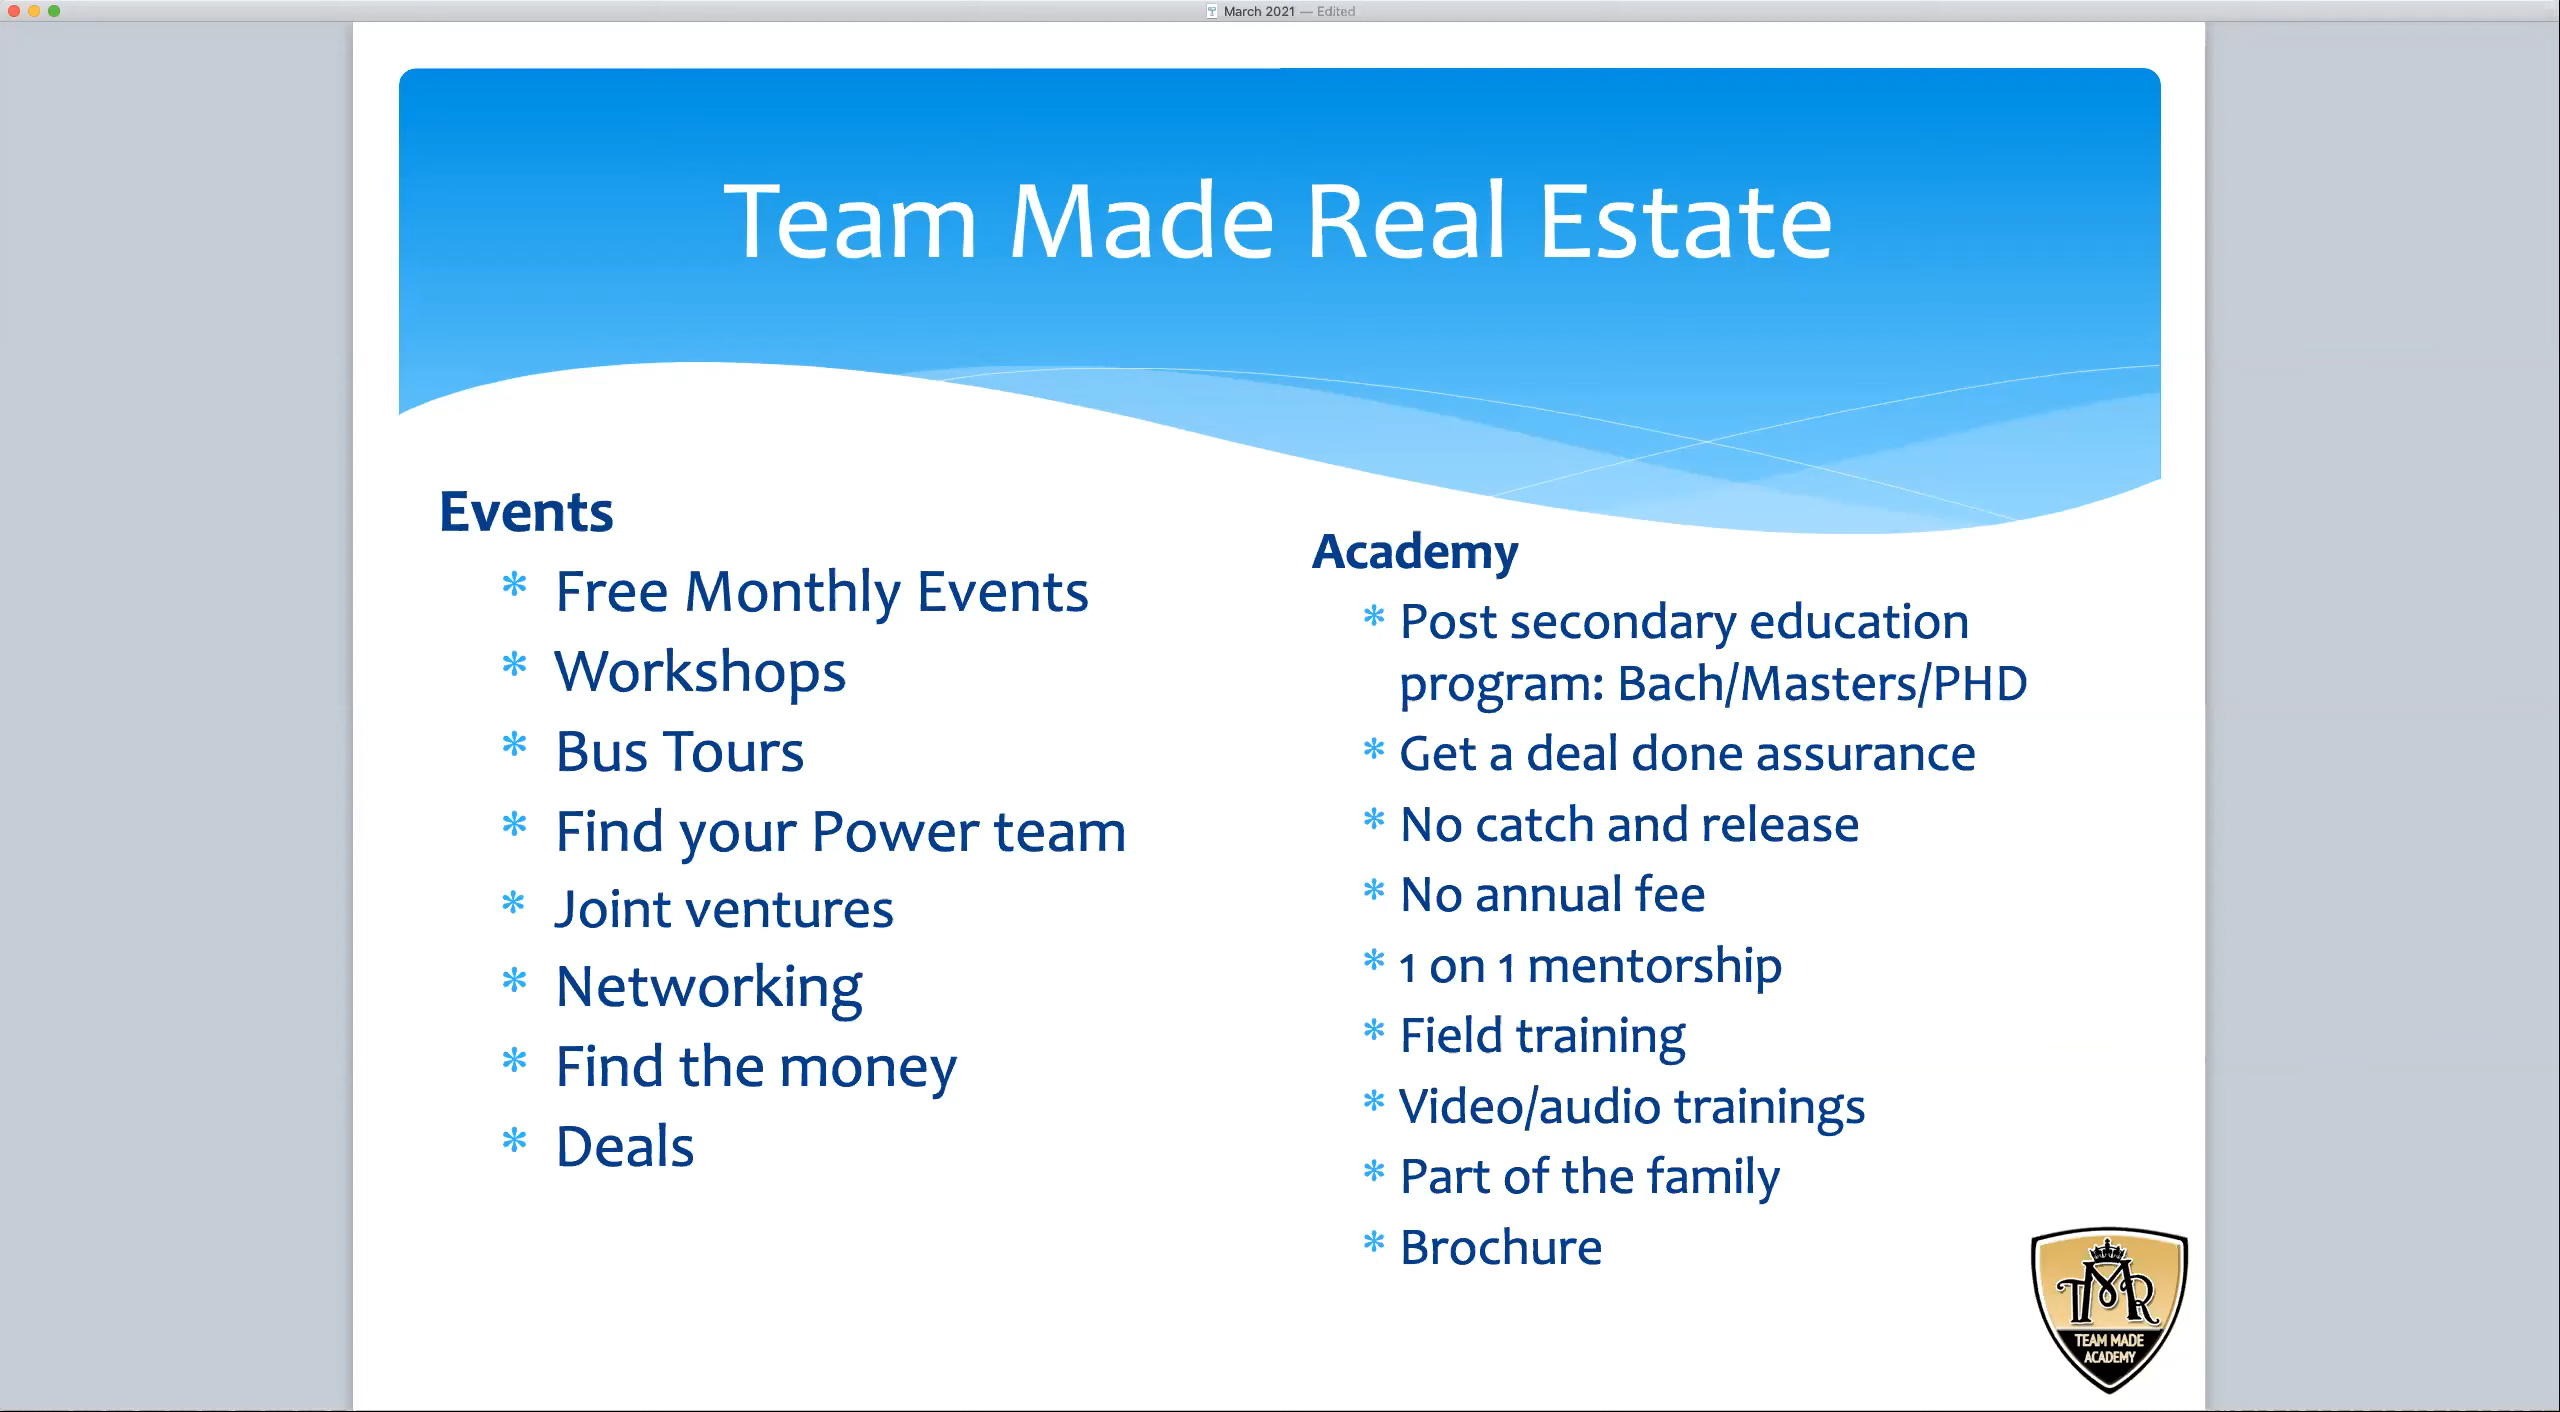 March 2021 — Edited
Team Made Real Estate
Events
* Free Monthly Events
* Workshops
* Bus Tours
* Find your Power team
* Joint ventures
* Networking
* Find the money
* Deals
Academy
* Post secondary education
program: Bach/Masters/PHD
* Get a deal done assurance
* No catch and release
* No annual fee
* 1 on 1 mentorship
* Field training
* Video/audio trainings
* Part of the family
* Brochure
TMR
TEAM MADE
ACADEMY